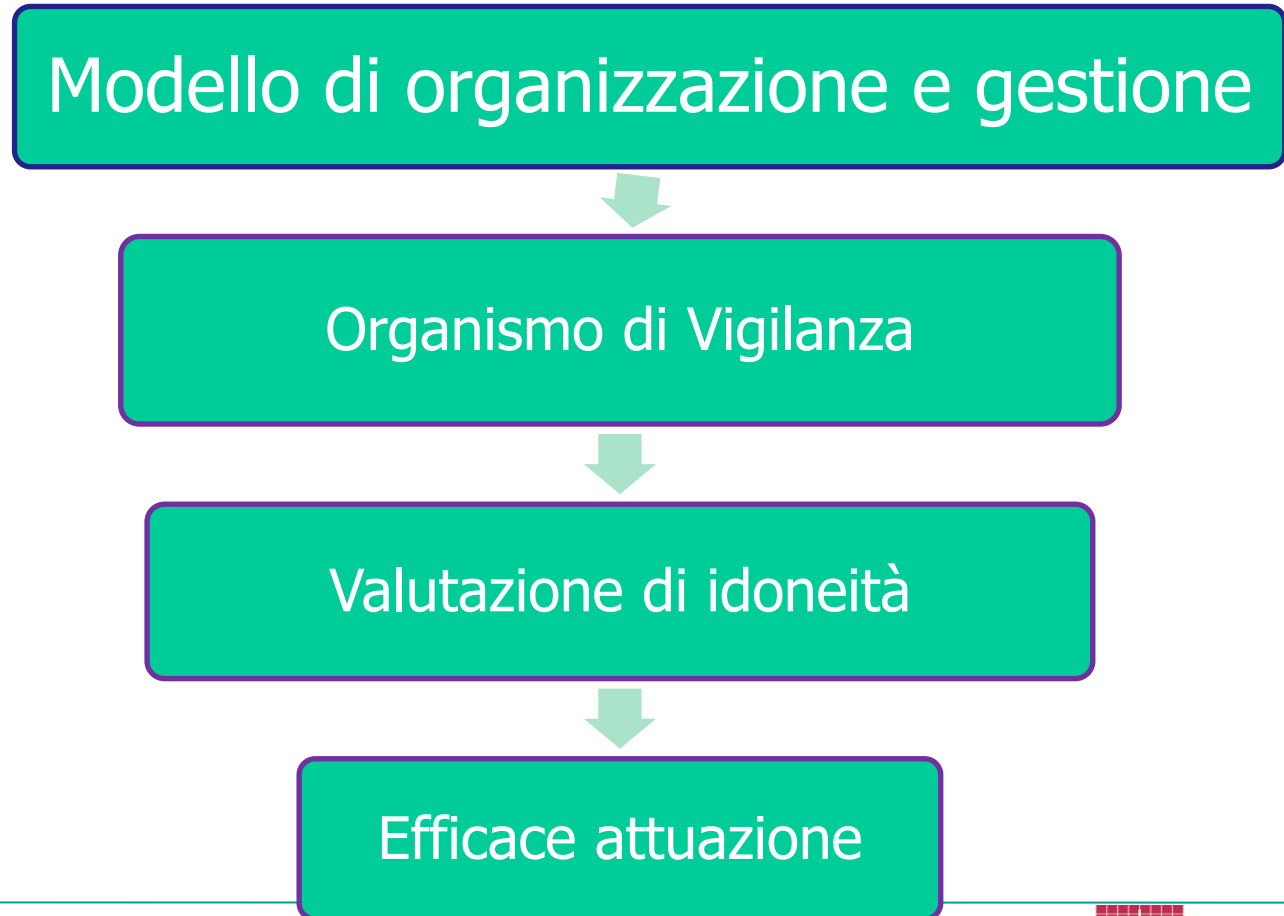 Modello di organizzazione e gestione
Organismo di Vigilanza
Valutazione di idoneità
Efficace attuazione